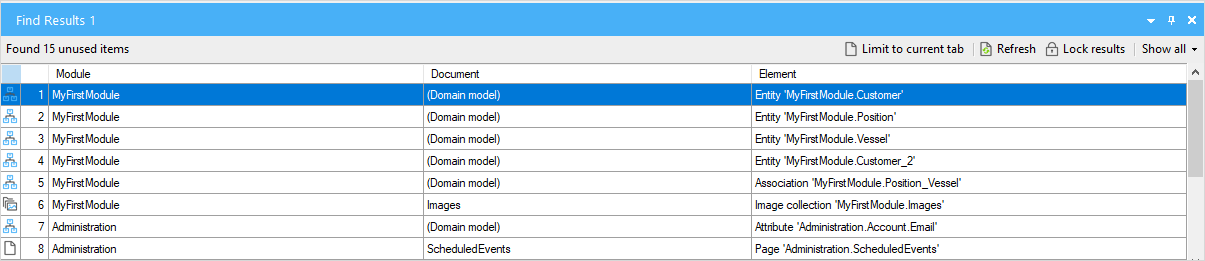 Find Results 1
Found 15 unused items Limit to current tab Refresh Lock results Show all
Module Document Element
1 MyFirstModule (Domain model) Entity 'MyFirstModule.Customer'
2 MyFirstModule (Domain model) Entity 'MyFirstModule.Position'
3 MyFirstModule (Domain model) Entity 'MyFirstModule.Vessel'
4 MyFirstModule (Domain model) Entity 'MyFirstModule.Customer_2'
5 MyFirstModule (Domain model) Association 'MyFirstModule.Position_Vessel'
6 MyFirstModule Images Image collection 'MyFirstModule.Images'
7 Administration (Domain model) Attribute 'Administration.Account.Email'
8 Administration ScheduledEvents Page 'Administration.ScheduledEvents'